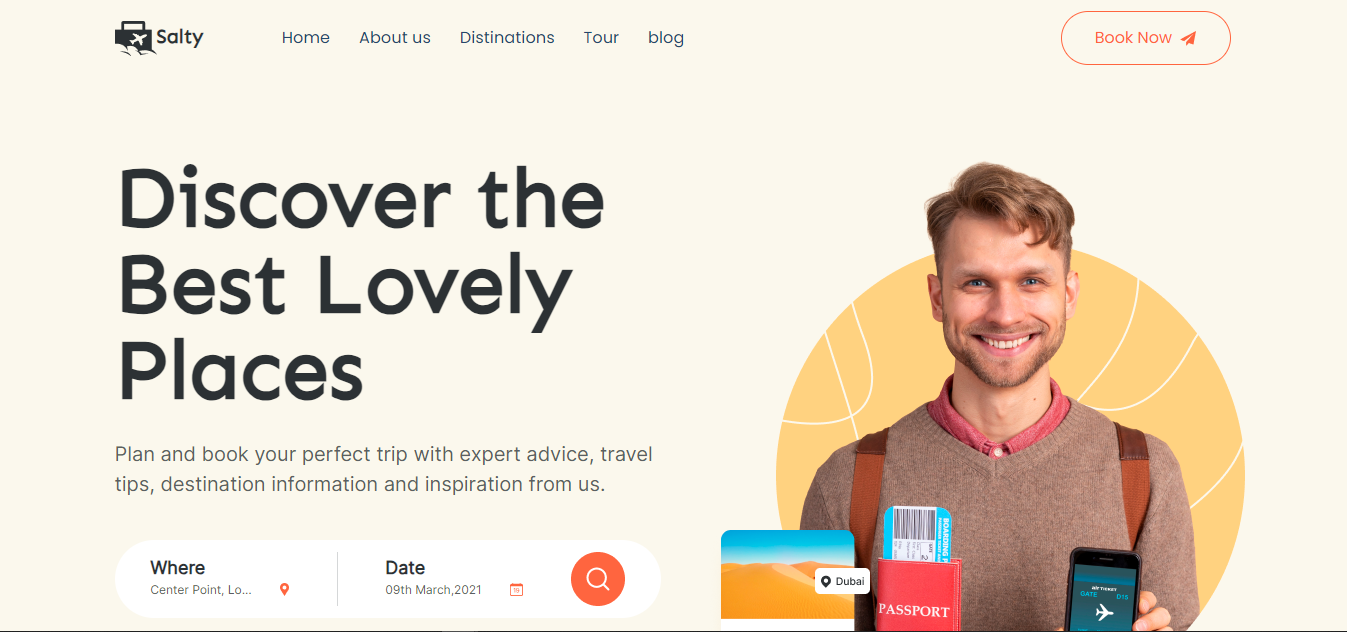 Salty
Home
About us
Distinations
Tour
blog
Book Now
Discover the
Best Lovely
Places
Plan and book your perfect trip with expert advice, travel
tips, destination information and inspiration from us.
Where
Center Point, Lo...
Date
09th March,2021
Dubai
BOARDING
PASSPORT
AIR TICKET
GATE D15